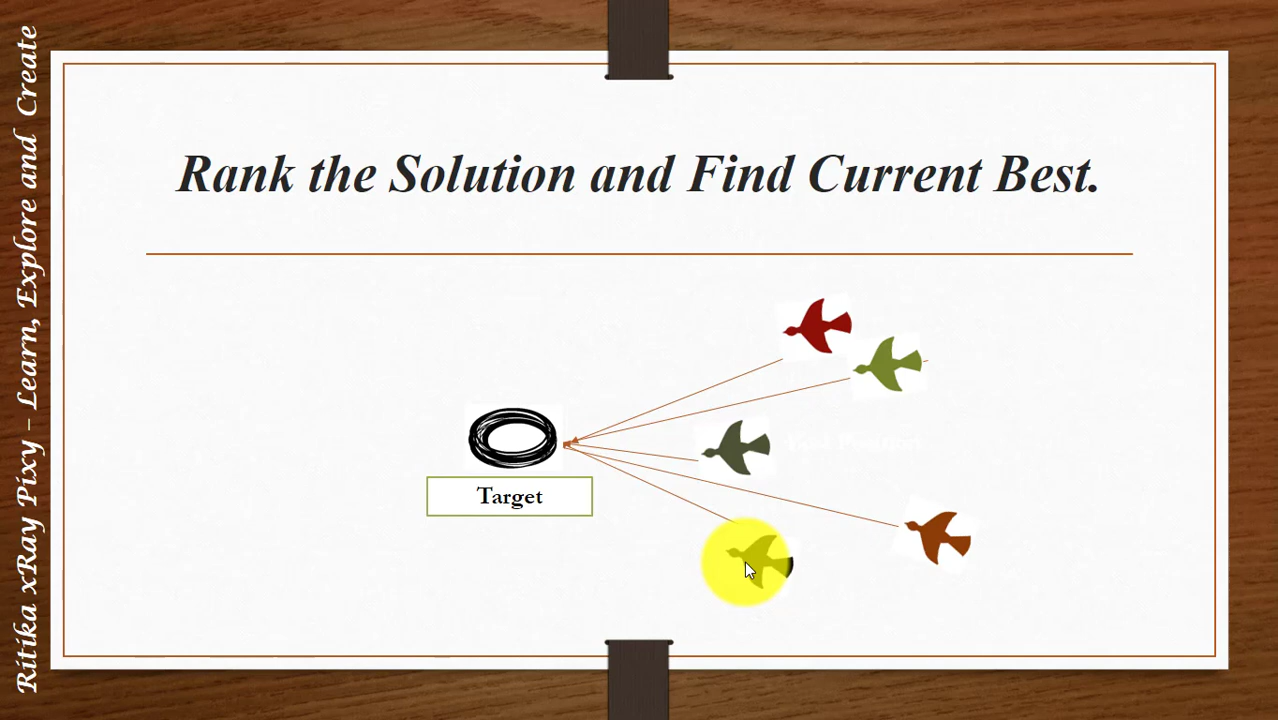 Rank the Solution and Find Current Best.
Target
Ritika xRay Pixy – Learn, Explore and Create